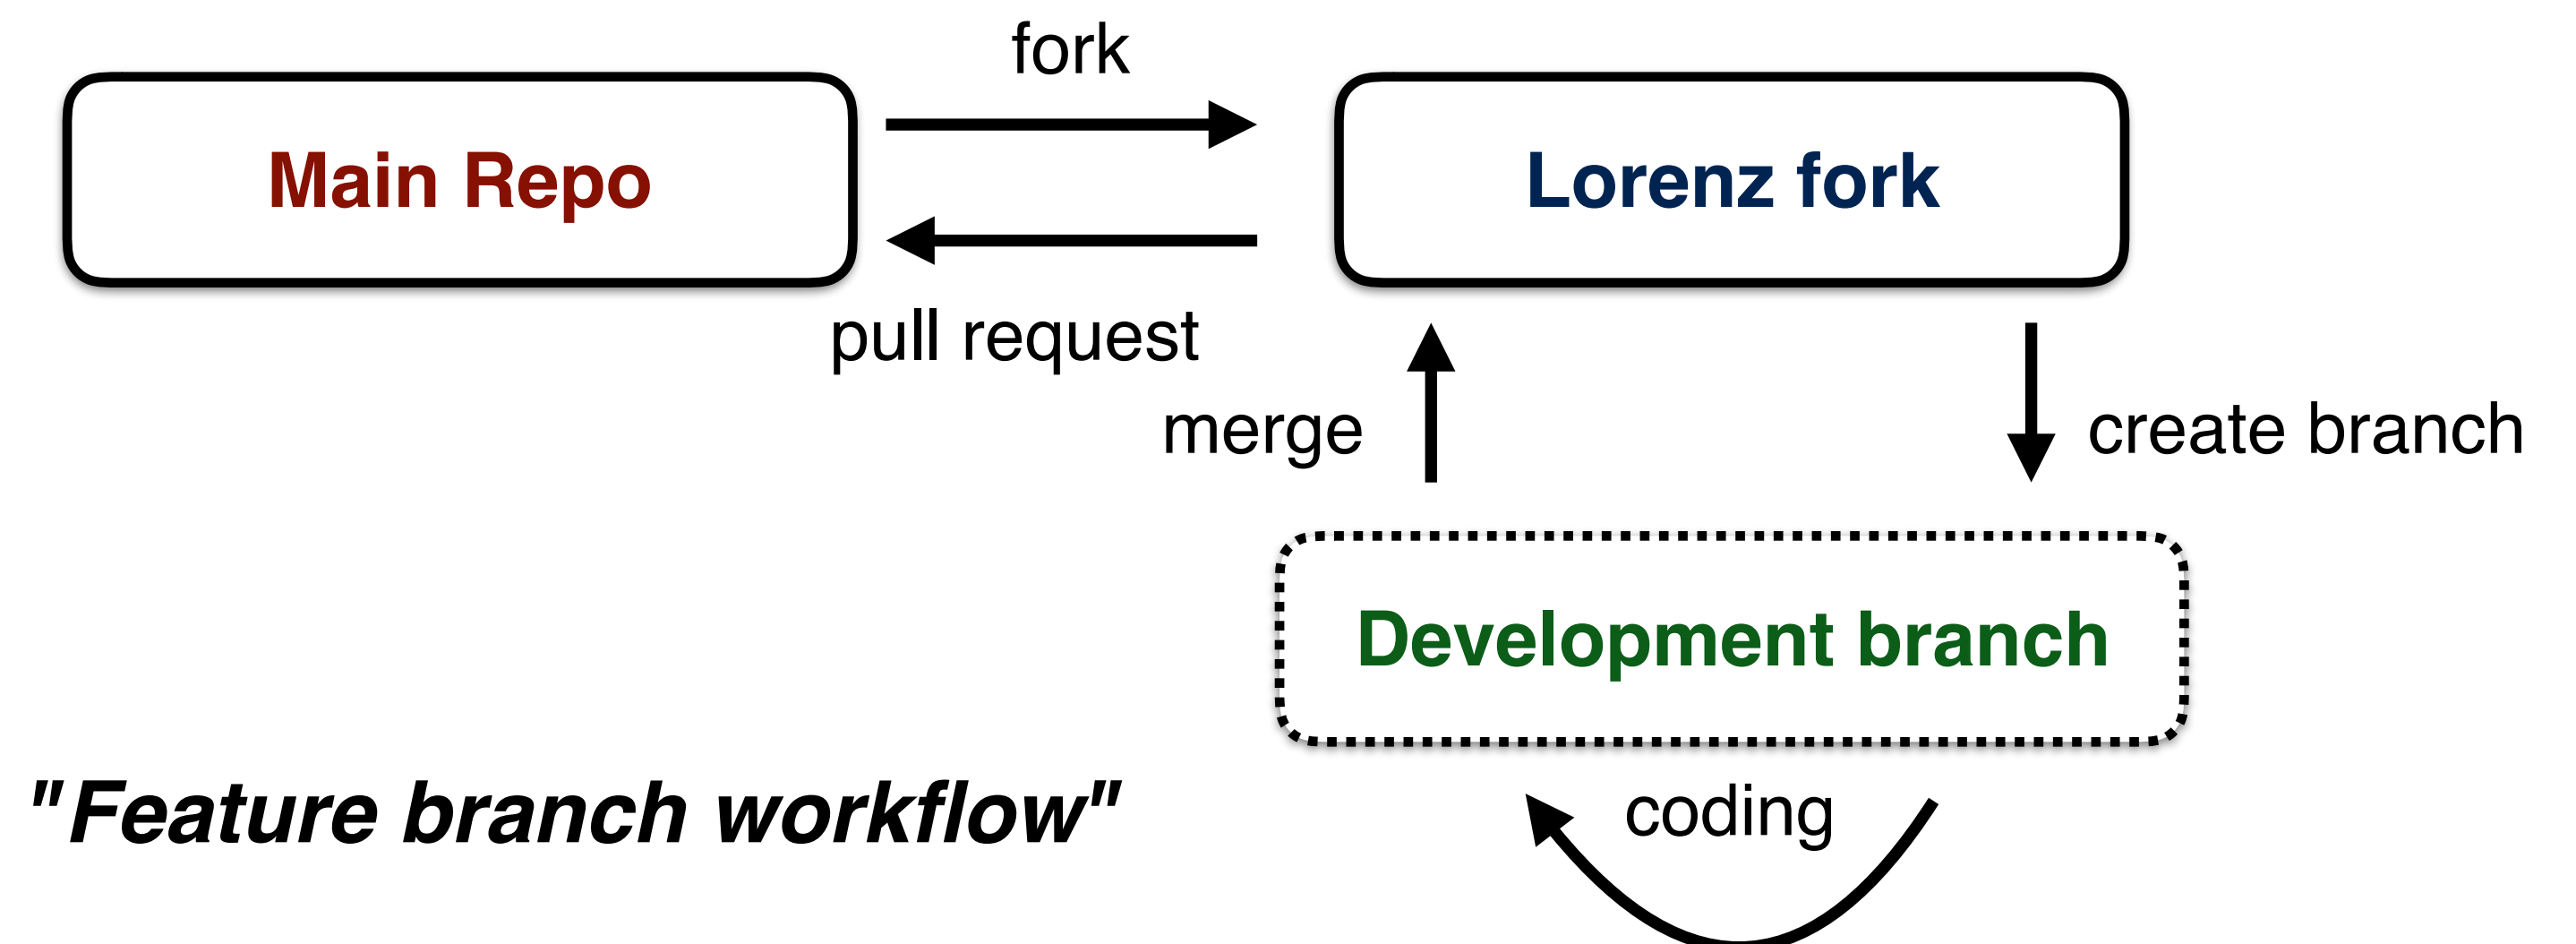 fork
Main Repo
Lorenz fork
pull request
merge
create branch
Development branch
"Feature branch workflow"
coding